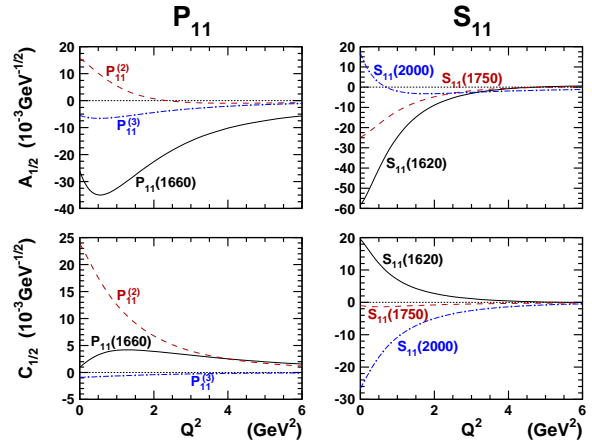 P11 S11
A1/2 (10-3GeV-1/2)
20
10
0
-10
-20
-30
-40
P11(2)
P11(3)
P11(1660)
20
10
0
-10
-20
-30
-40
-50
-60
S11(2000)
S11(1750)
S11(1620)
C1/2 (10-3GeV-1/2)
25
20
15
10
5
0
5
P11(2)
P11(1660)
P11(3)
0 2 4 6
Q2 (GeV2)
20
10
0
-10
-20
-30
S11(1620)
S11(1750)
S11(2000)
0 2 4 6
Q2 (GeV2)